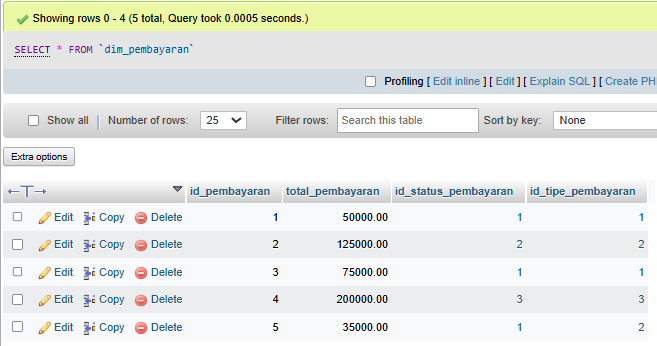 Showing rows 0 - 4 (5 total, Query took 0.0005 seconds.)
SELECT * FROM `dim_pembayaran`
Profiling [ Edit inline ] [ Edit ] [ Explain SQL ] [ Create PH
Show all Number of rows: 25 Filter rows: Search this table Sort by key: None
Extra options
id_pembayaran total_pembayaran id_status_pembayaran id_tipe_pembayaran
Edit Copy Delete 1 50000.00 1 1
Edit Copy Delete 2 125000.00 2 2
Edit Copy Delete 3 75000.00 1 1
Edit Copy Delete 4 200000.00 3 3
Edit Copy Delete 5 35000.00 1 2